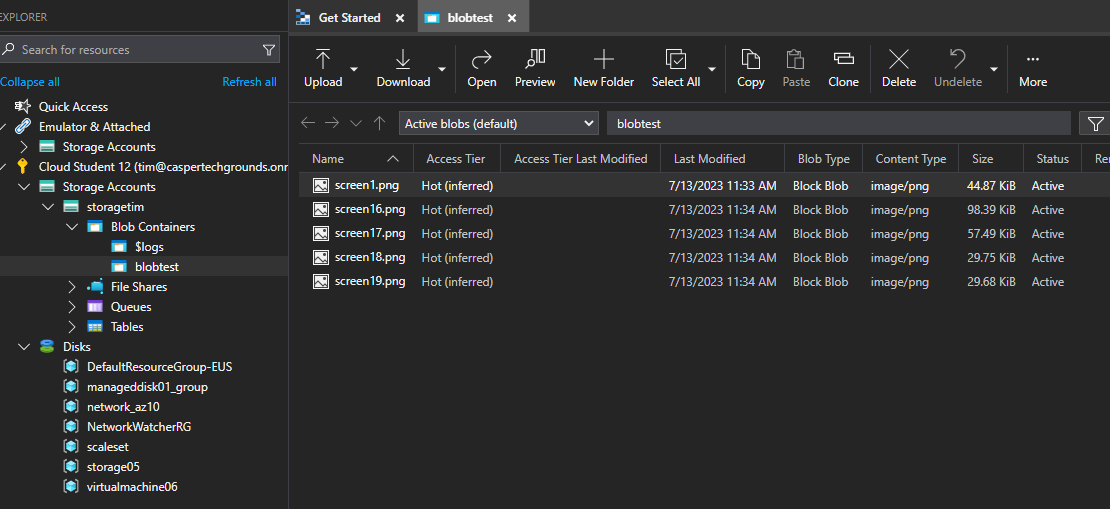 EXPLORER
Search for resources
Collapse all Refresh all
Quick Access
Emulator & Attached
Storage Accounts
Cloud Student 12 (tim@caspertechgrounds.onr
Storage Accounts
storagetim
Blob Containers
$logs
blobtest
File Shares
Queues
Tables
Disks
DefaultResourceGroup-EUS
manageddisk01_group
network_az10
NetworkWatcherRG
scaleset
storage05
virtualmachine06
Get Started blobtest
Upload Download Open Preview New Folder Select All Copy Paste Clone Delete Undelete More
Active blobs (default) blobtest
Name Access Tier Access Tier Last Modified Last Modified Blob Type Content Type Size Status Re
screen1.png Hot (inferred) 7/13/2023 11:33 AM Block Blob image/png 44.87 KiB Active
screen16.png Hot (inferred) 7/13/2023 11:34 AM Block Blob image/png 98.39 KiB Active
screen17.png Hot (inferred) 7/13/2023 11:34 AM Block Blob image/png 57.49 KiB Active
screen18.png Hot (inferred) 7/13/2023 11:34 AM Block Blob image/png 29.75 KiB Active
screen19.png Hot (inferred) 7/13/2023 11:34 AM Block Blob image/png 29.68 KiB Active